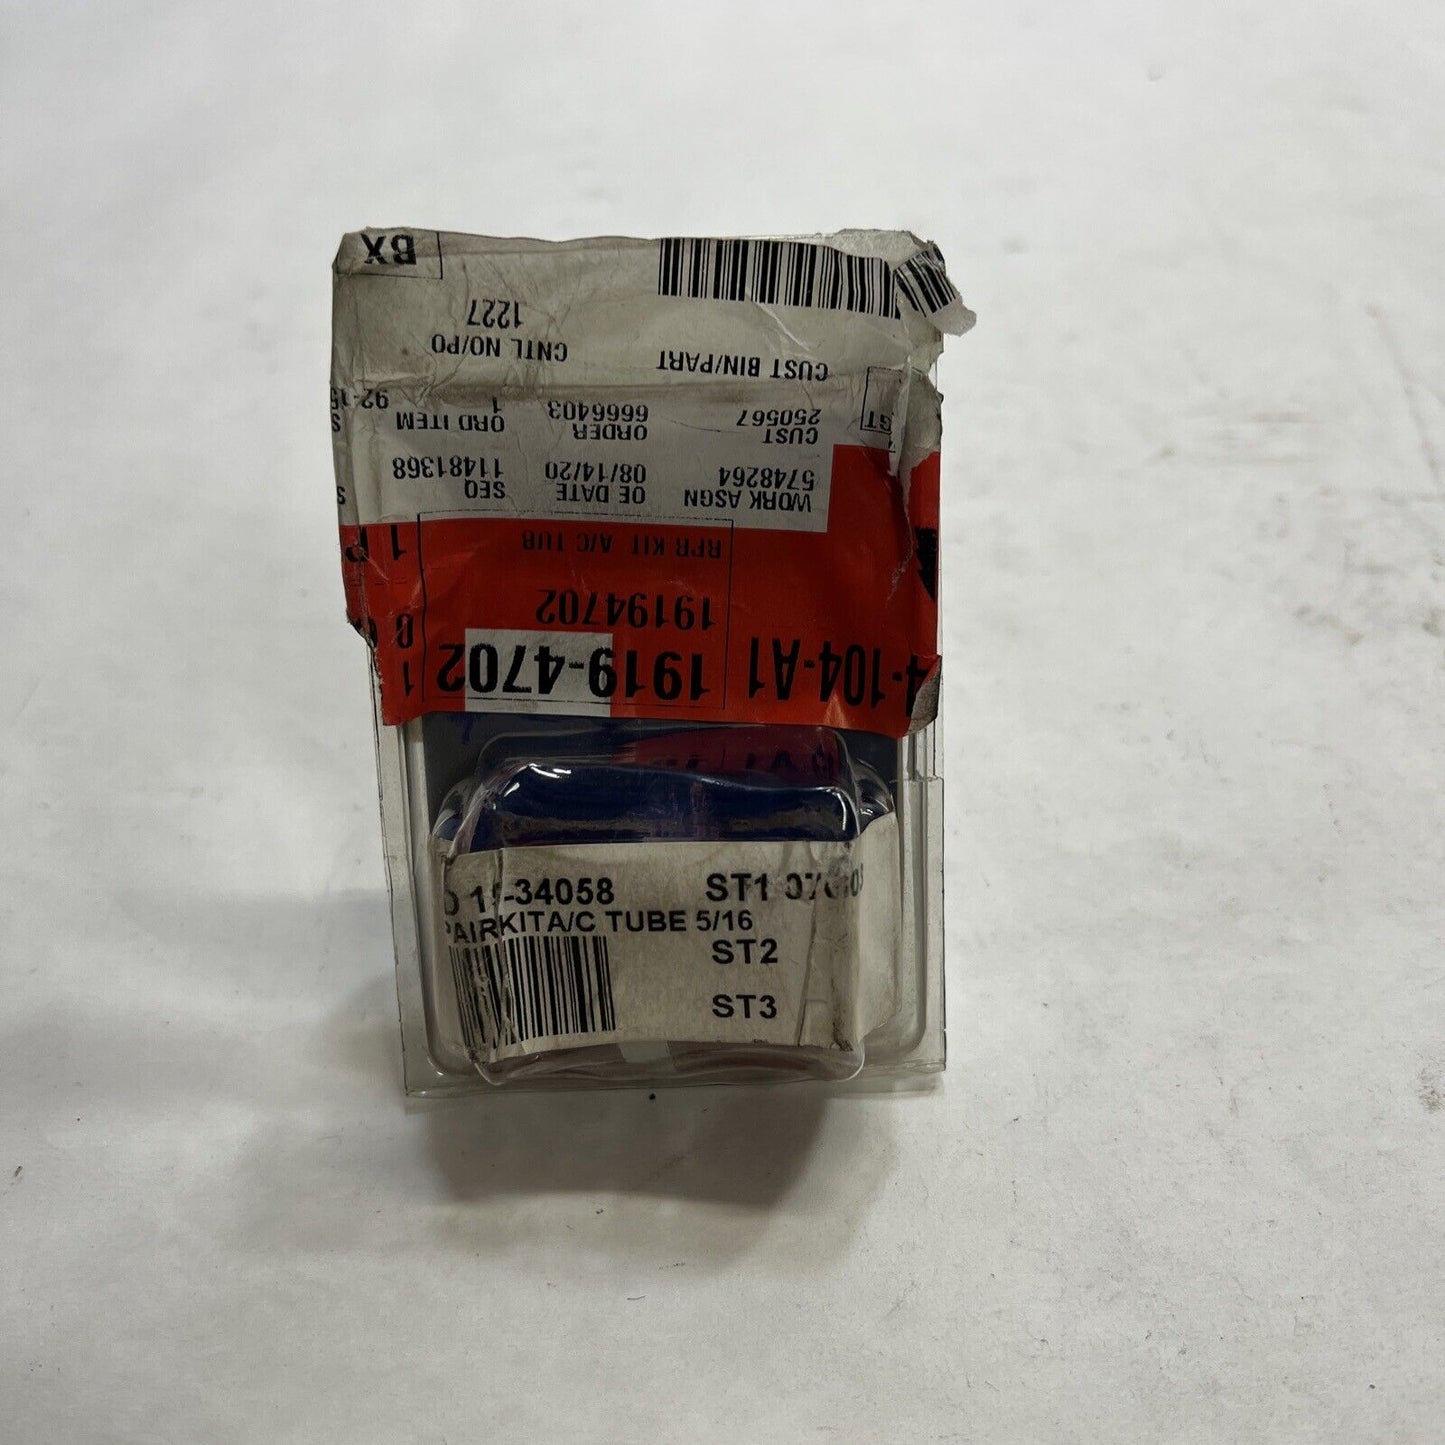 4-104-A1 1919-4702 1
19194702
RPR KIT A/C TUB
WORK ASGN OE DATE SEQ
5748264 08/14/20 11481368
CUST ORDER ORD ITEM
250567 6666403 1 92-15
CUST BIN/PART CNTL NO/PO
1227
BX
-34058 ST1
PAIRKITA/C TUBE 5/16
ST2
ST3